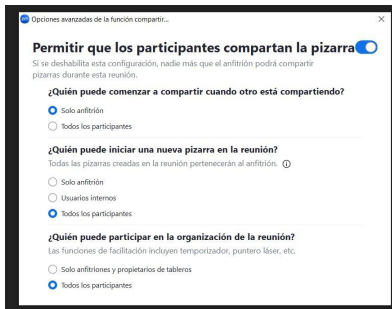 Opciones avanzadas de la función compartir...
Permitir que los participantes compartan la pizarra
Si se deshabilita esta configuración, nadie más que el anfitrión podrá compartir
pizarras durante esta reunión.
¿Quién puede comenzar a compartir cuando otro está compartiendo?
Solo anfitrión
Todos los participantes
¿Quién puede iniciar una nueva pizarra en la reunión?
Todas las pizarras creadas en la reunión pertenecerán al anfitrión.
Solo anfitrión
Usuarios internos
Todos los participantes
¿Quién puede participar en la organización de la reunión?
Las funciones de facilitación incluyen temporizador, puntero láser, etc.
Solo anfitriones y propietarios de tableros
Todos los participantes